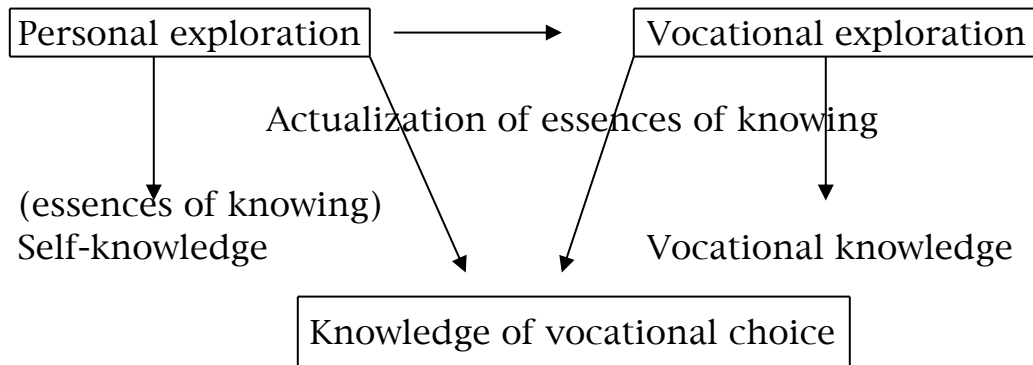 Personal exploration
Vocational exploration
Actualization of essences of knowing
(essences of knowing)
Self-knowledge
Vocational knowledge
Knowledge of vocational choice